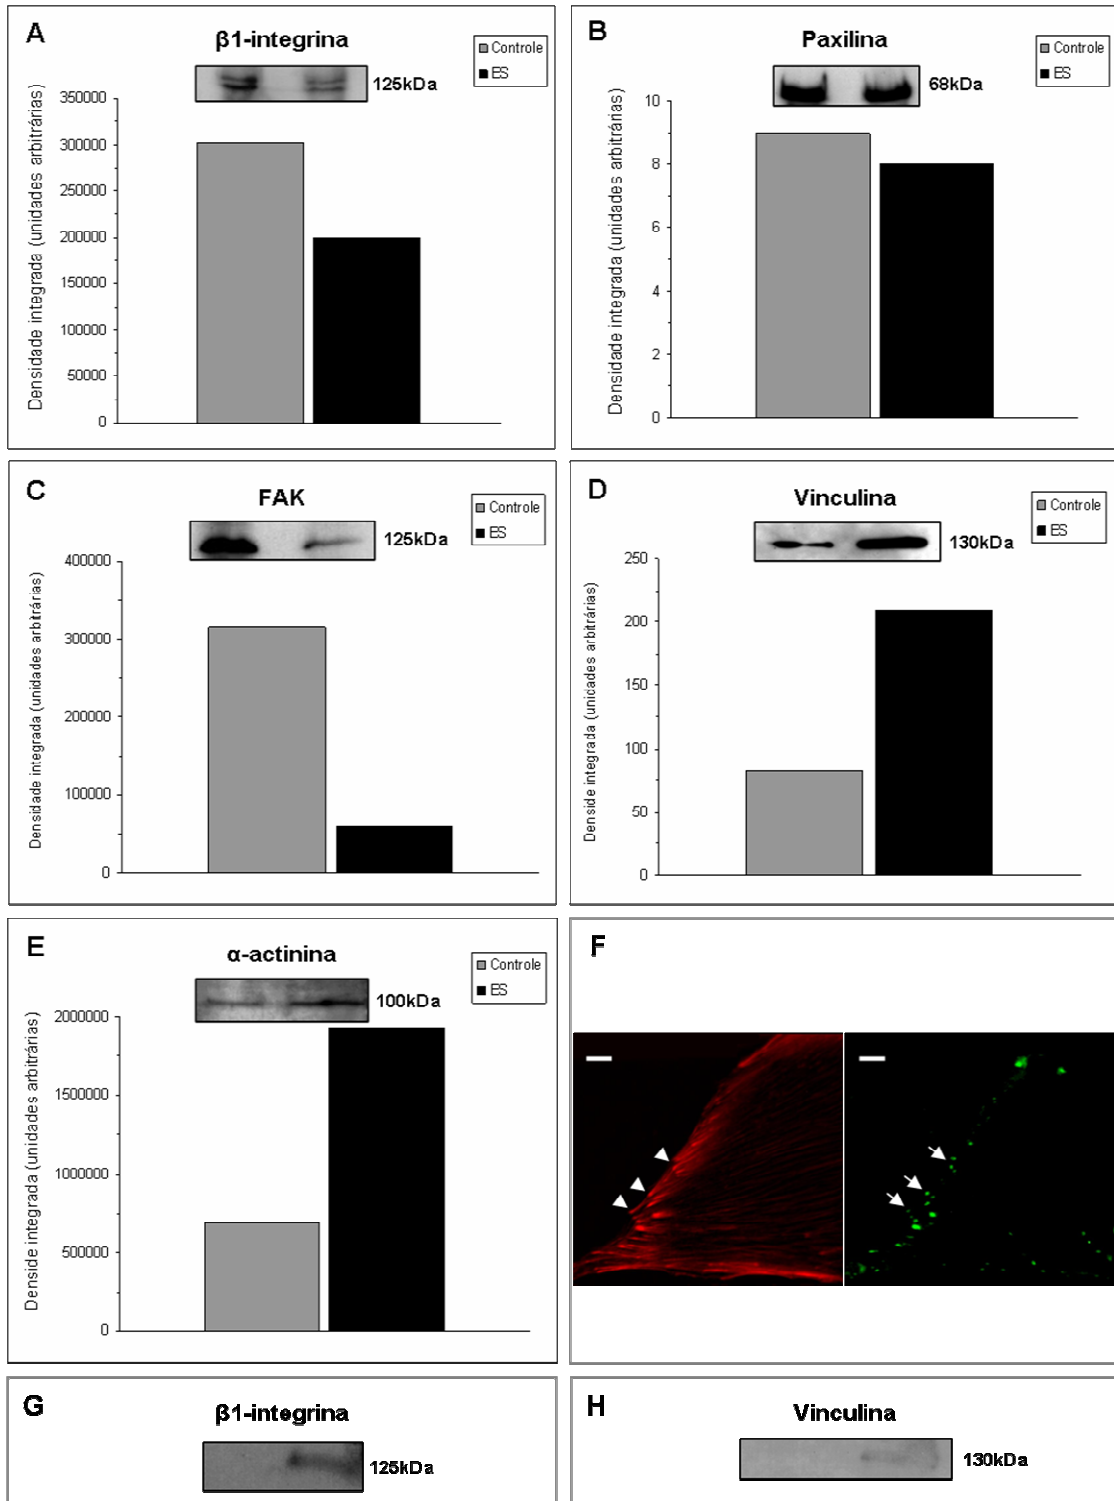 A
β1-integrina
Controle
ES
125kDa
Densidade integrada (unidades arbitrárias)
350000
300000
250000
200000
150000
100000
50000
0
B
Paxilina
Controle
ES
68kDa
Densidade integrada (unidades arbitrárias)
10
8
6
4
2
0
C
FAK
Controle
ES
125kDa
Densidade integrada (unidades arbitrárias)
400000
300000
200000
100000
0
D
Vinculina
Controle
ES
130kDa
Denside integrada (unidades arbitrárias)
250
200
150
100
50
0
E
α-actinina
Controle
ES
100kDa
Denside integrada (unidades arbitrárias)
2000000
1500000
1000000
500000
0
F
G
β1-integrina
125kDa
H
Vinculina
130kDa